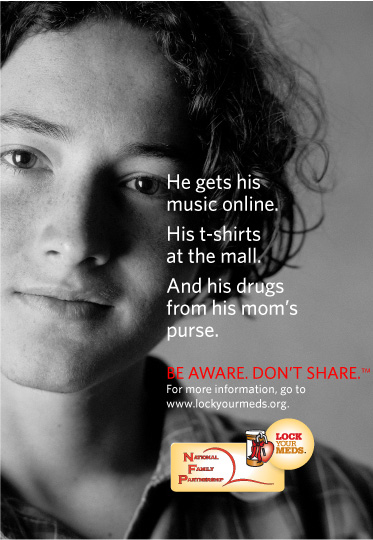 He gets his
music online.
His t-shirts
at the mall.
And his drugs
from his mom's
purse.
BE AWARE. DON'T SHARE.™
For more information, go to
www.lockyourmeds.org.
LOCK
YOUR
MEDS.
NATIONAL
FAMILY
PARTNERSHIP